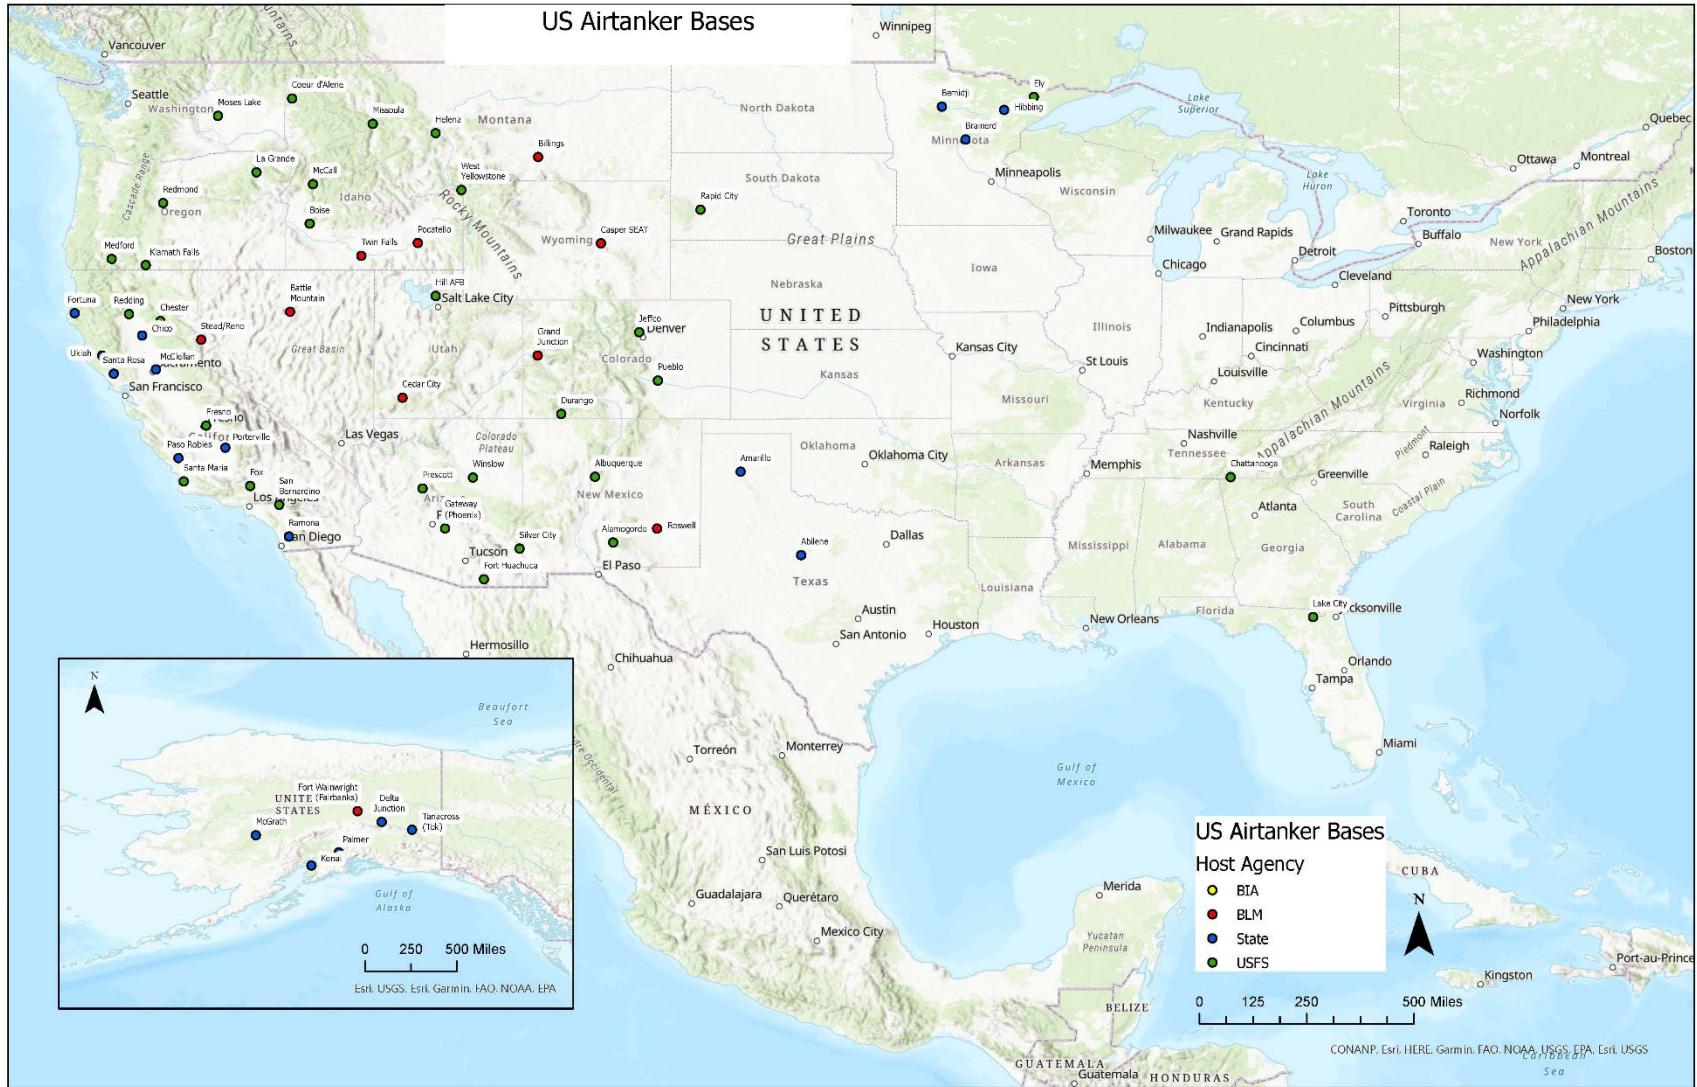 US Airtanker Bases
Vancouver
Winnipeg
Seattle
Washington
Moses Lake
Coeur d'Alene
Missoula
Helena
Montana
North Dakota
Bemidji
Ely
Hibbing
Brainerd
Minnesota
Lake
Superior
Quebec
Ottawa
Montreal
Billings
La Grande
McCall
West
Yellowstone
South Dakota
Minneapolis
Wisconsin
Lake
Huron
Cascade Range
Redmond
Oregon
Idaho
Boise
Rocky Mountains
Rapid City
Toronto
Appalachian Mountains
Medford
Klamath Falls
Twin Falls
Pocatello
Wyoming
Casper SEAT
Great Plains
Milwaukee
Grand Rapids
Detroit
Buffalo
New York
Boston
Chicago
Iowa
Cleveland
Nebraska
Hill AFB
Salt Lake City
Fortuna
Redding
Chester
Chico
Battle
Mountain
Stead/Reno
Great Basin
Utah
Grand
Junction
Jeffco
Denver
Colorado
UNITED
STATES
Illinois
Indianapolis
Columbus
Pittsburgh
New York
Philadelphia
Ukiah
Santa Rosa
McClellan
San Francisco
Pueblo
Kansas City
Kansas
St Louis
Cincinnati
Louisville
Washington
Cedar City
Durango
Missouri
Kentucky
Virginia
Richmond
Norfolk
Appalachian Mountains
Fresno
Paso Robles
Porterville
Las Vegas
Colorado
Plateau
Oklahoma
Oklahoma City
Arkansas
Memphis
Nashville
Tennessee
Piedmont
Raleigh
Santa Maria
Fox
San
Bernardino
Prescott
Winslow
Albuquerque
New Mexico
Amarillo
Chattanooga
Greenville
Coastal Plain
Gateway
(Phoenix)
Atlanta
South
Carolina
Ramona
Silver City
Alamogordo
Roswell
Abilene
Dallas
Mississippi
Alabama
Georgia
Tucson
Fort Huachuca
El Paso
Texas
Louisiana
Lake City
Florida
Austin
San Antonio
Houston
New Orleans
Hermosillo
Chihuahua
Orlando
Tampa
Miami
Torreón
Monterrey
Gulf of
Mexico
MÉXICO
San Luis Potosi
Guadalajara
Querétaro
Mexico City
Merida
Yucatan
Peninsula
BELIZE
GUATEMALA
Guatemala
HONDURAS
CUBA
Kingston
Port-au-Prince
Caribbean
Sea
N
Beaufort
Sea
Fort Wainwright
(Fairbanks)
UNITE
STATES
Delta
Junction
Tanacross
(Tok)
McGrath
Palmer
Kenai
Gulf of
Alaska
0 250 500 Miles
Esri, USGS, Esri, Garmin, FAO, NOAA, EPA
US Airtanker Bases
Host Agency
BIA
BLM
State
USFS
N
0 125 250 500 Miles
CONANP, Esri, HERE, Garmin, FAO, NOAA, USGS, EPA, Esri, USGS